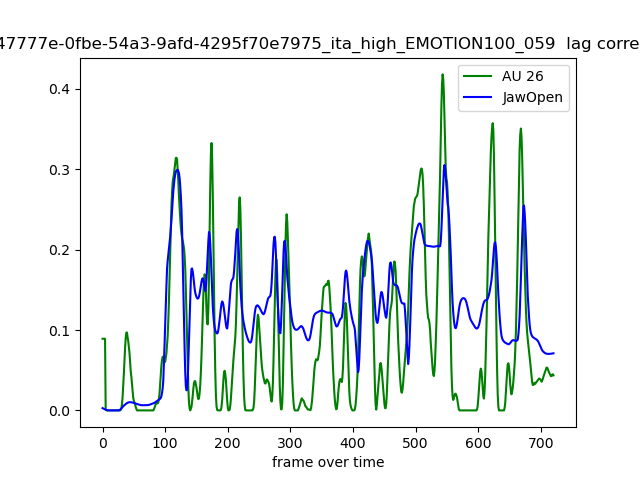 47777e-0fbe-54a3-9afd-4295f70e7975_ita_high_EMOTION100_059 lag corre
AU 26
JawOpen
0.4
0.3
0.2
0.1
0.0
0 100 200 300 400 500 600 700
frame over time